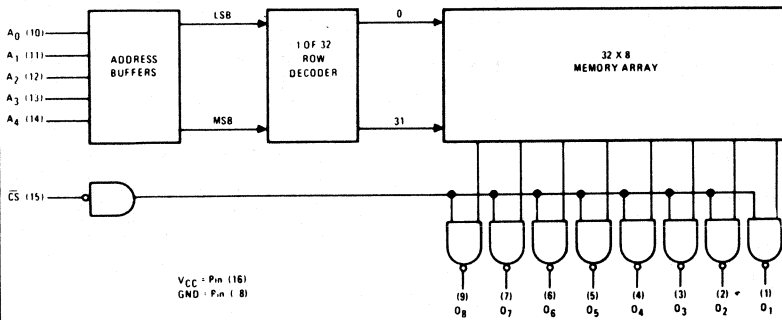 A0 (10)
A1 (11)
A2 (12)
A3 (13)
A4 (14)
ADDRESS
BUFFERS
LSB
MSB
1 OF 32
ROW
DECODER
0
31
32 X 8
MEMORY ARRAY
CS (15)
VCC = Pin (16)
GND = Pin ( 8)
(9) (7) (6) (5) (4) (3) (2) (1)
O8 O7 O6 O5 O4 O3 O2 O1